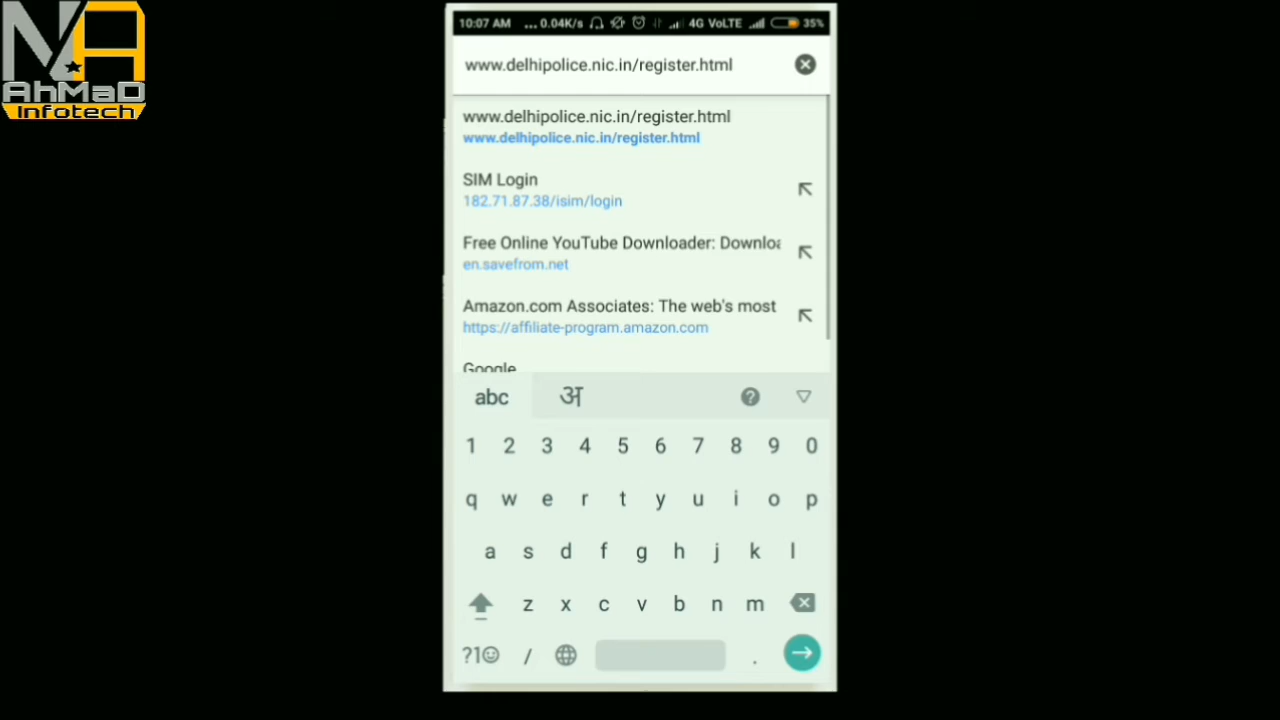 NA
AhMaD
Infotech
10:07 AM ... 0.04K/s 4G VoLTE 35%
www.delhipolice.nic.in/register.html
www.delhipolice.nic.in/register.html
www.delhipolice.nic.in/register.html
SIM Login
182.71.87.38/isim/login
Free Online YouTube Downloader: Downloa
en.savefrom.net
Amazon.com Associates: The web's most
https://affiliate-program.amazon.com
Google
abc अ ?
1 2 3 4 5 6 7 8 9 0
q w e r t y u i o p
a s d f g h j k l
z x c v b n m
?1☺ / .